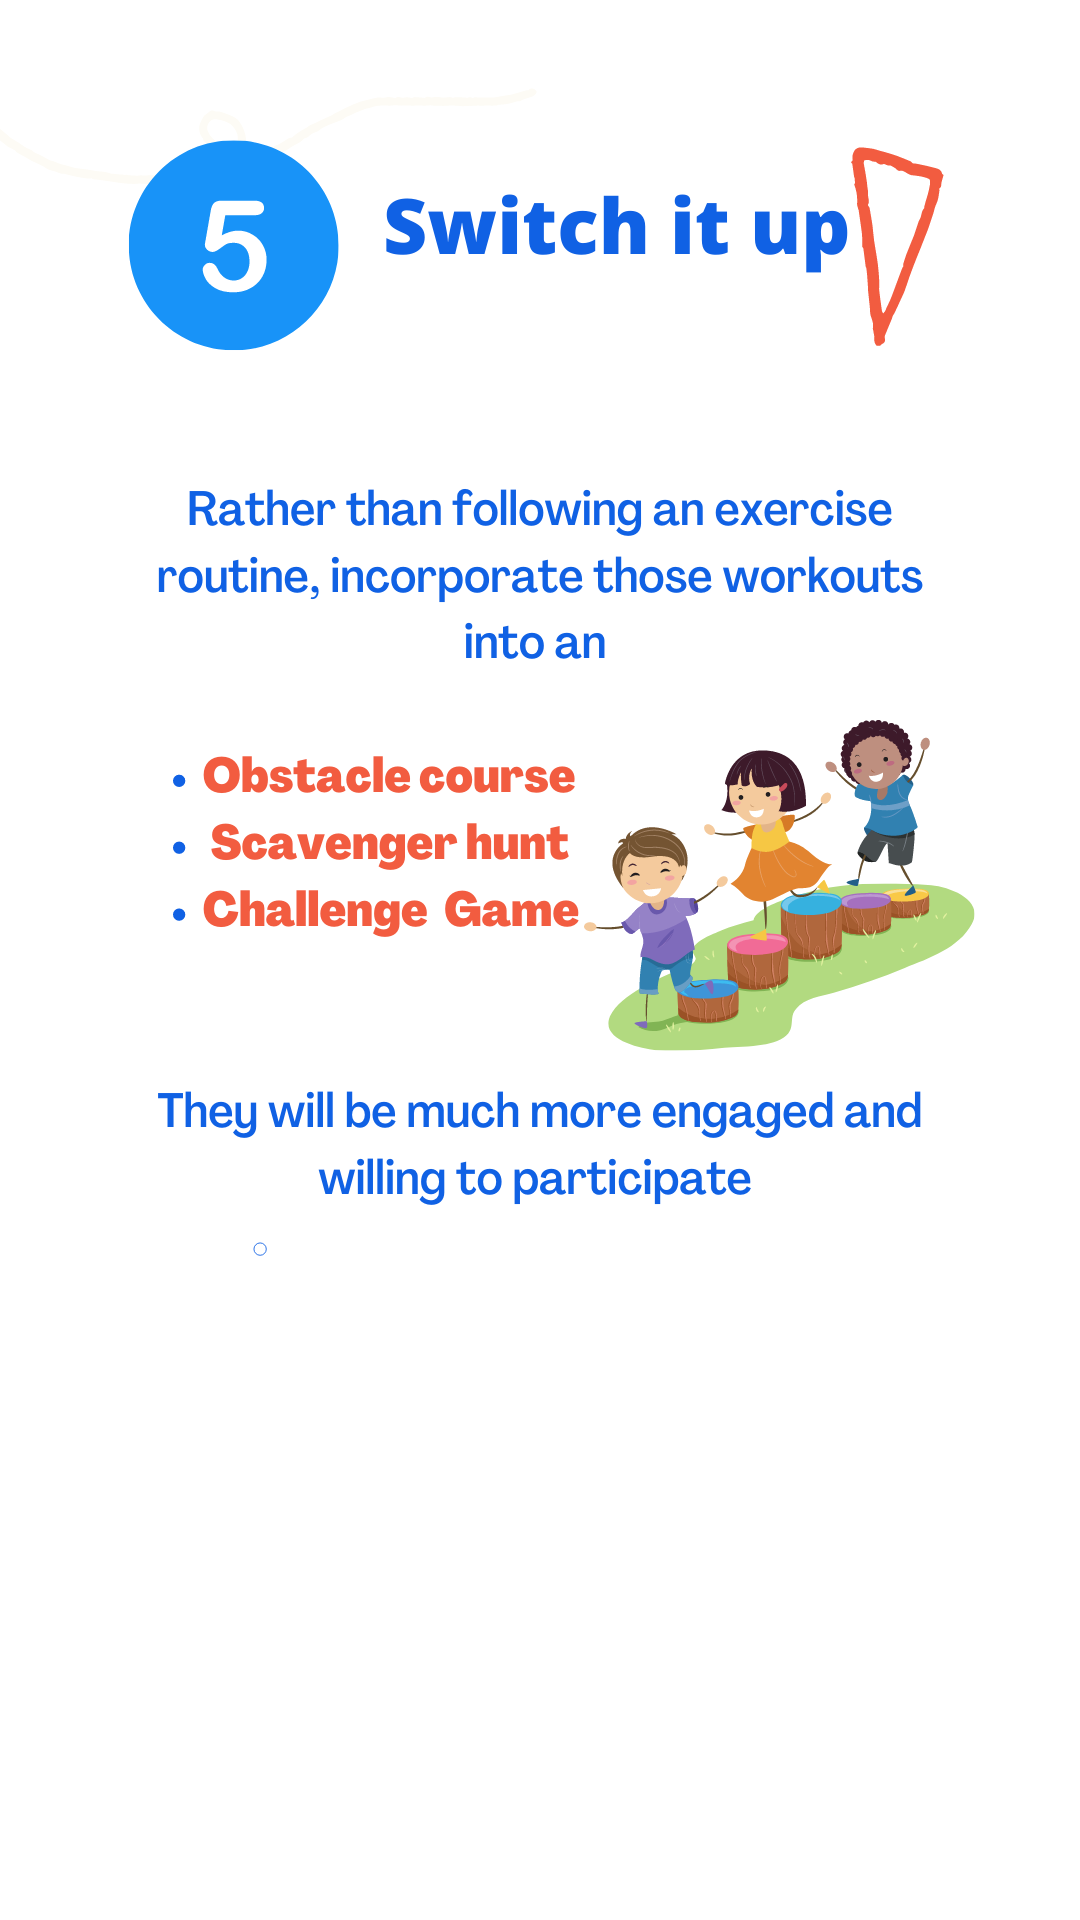 5
Switch it up
Rather than following an exercise
routine, incorporate those workouts
into an
• Obstacle course
• Scavenger hunt
• Challenge Game
They will be much more engaged and
willing to participate